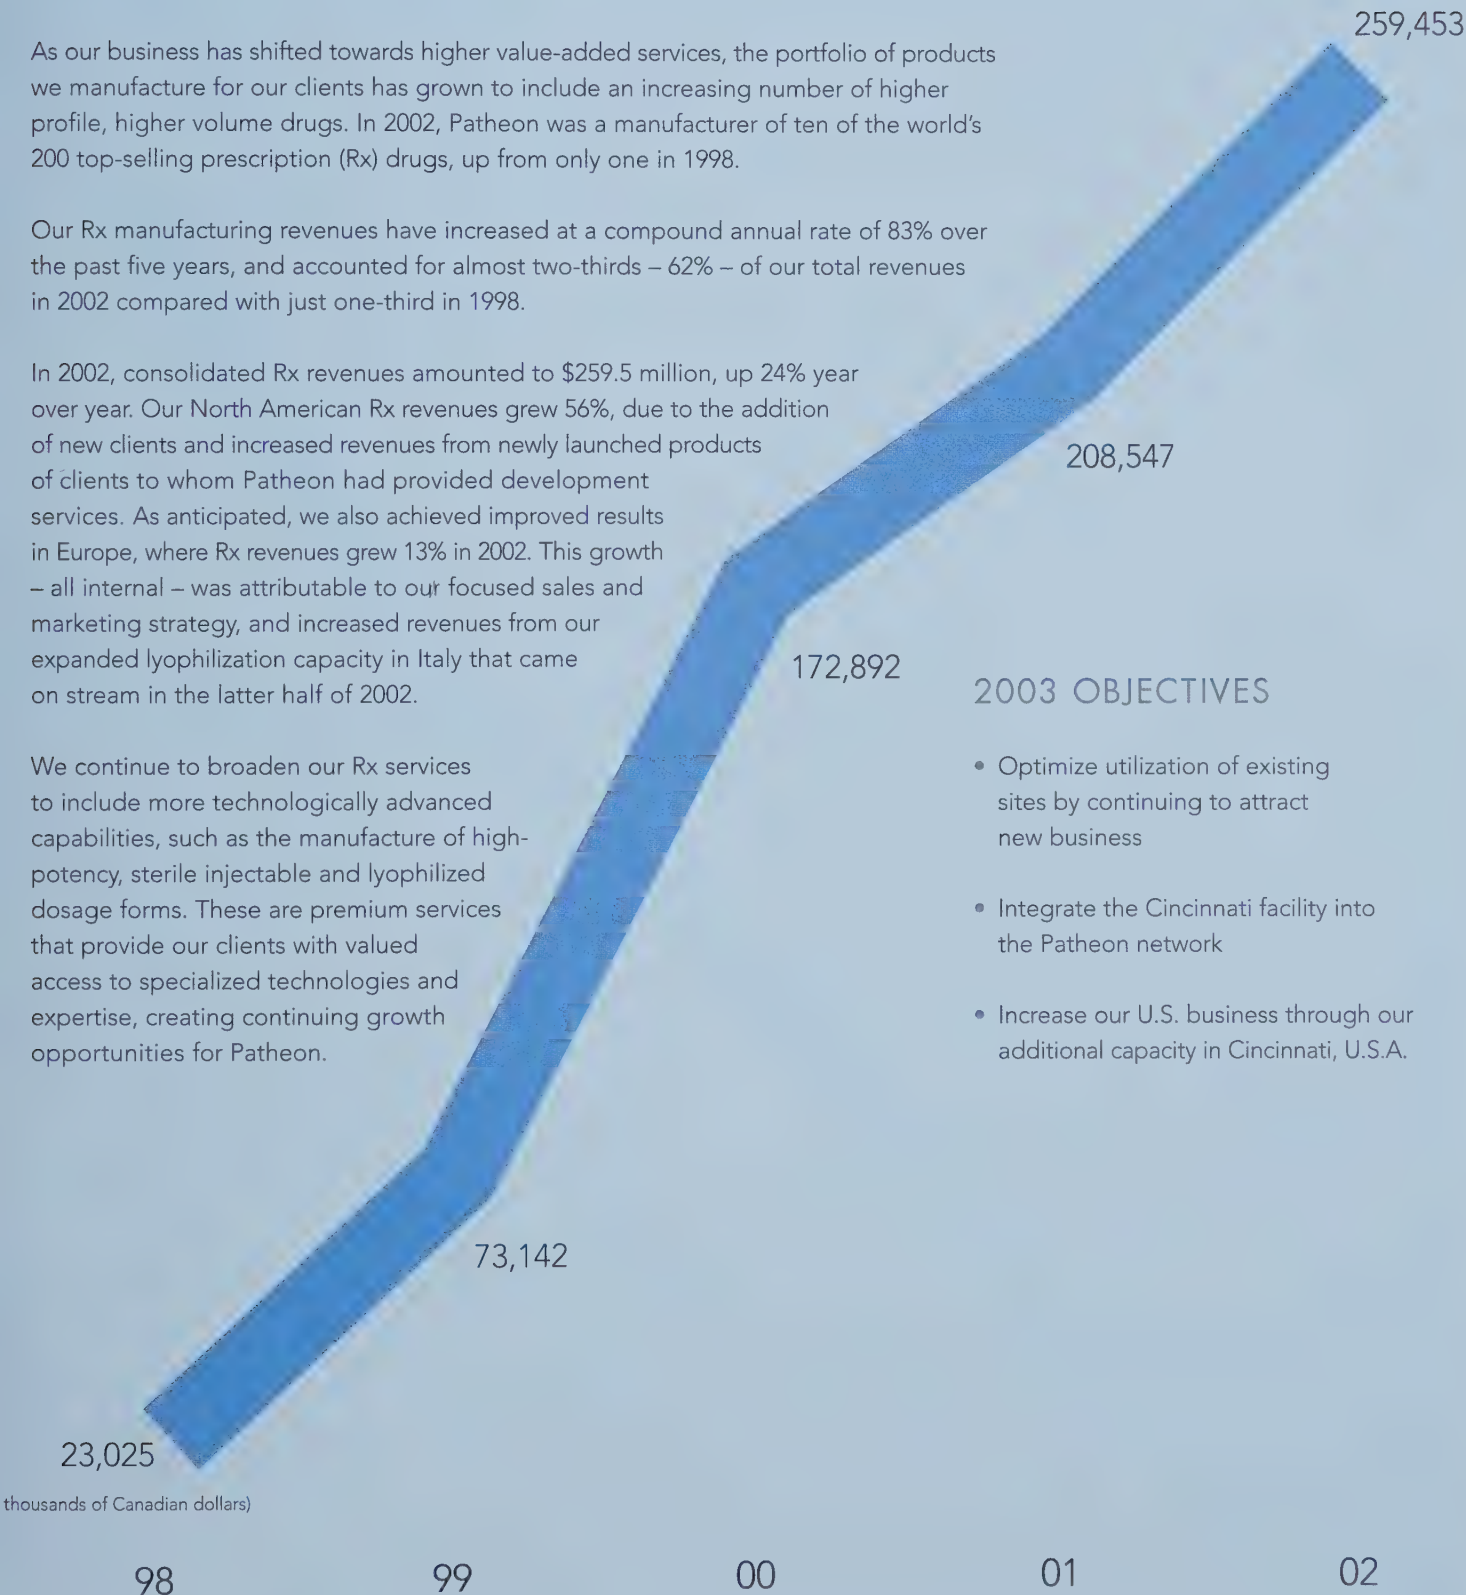 259,453
As our business has shifted towards higher value-added services, the portfolio of products
we manufacture for our clients has grown to include an increasing number of higher
profile, higher volume drugs. In 2002, Patheon was a manufacturer of ten of the world's
200 top-selling prescription (Rx) drugs, up from only one in 1998.
Our Rx manufacturing revenues have increased at a compound annual rate of 83% over
the past five years, and accounted for almost two-thirds – 62% – of our total revenues
in 2002 compared with just one-third in 1998.
In 2002, consolidated Rx revenues amounted to $259.5 million, up 24% year
over year. Our North American Rx revenues grew 56%, due to the addition
of new clients and increased revenues from newly launched products
of clients to whom Patheon had provided development
services. As anticipated, we also achieved improved results
in Europe, where Rx revenues grew 13% in 2002. This growth
– all internal – was attributable to our focused sales and
marketing strategy, and increased revenues from our
expanded lyophilization capacity in Italy that came
on stream in the latter half of 2002.
We continue to broaden our Rx services
to include more technologically advanced
capabilities, such as the manufacture of high-
potency, sterile injectable and lyophilized
dosage forms. These are premium services
that provide our clients with valued
access to specialized technologies and
expertise, creating continuing growth
opportunities for Patheon.
208,547
172,892
2003 OBJECTIVES
• Optimize utilization of existing
sites by continuing to attract
new business
• Integrate the Cincinnati facility into
the Patheon network
• Increase our U.S. business through our
additional capacity in Cincinnati, U.S.A.
73,142
23,025
thousands of Canadian dollars)
98 99 00 01 02